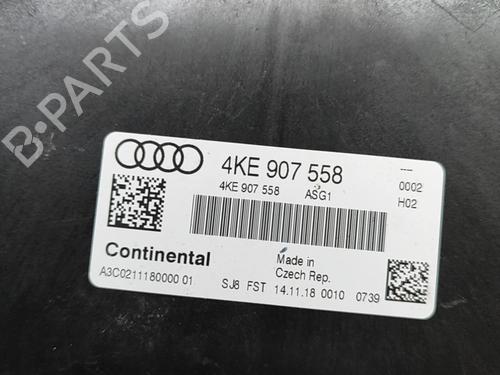 B-PARTS
4KE 907 558
4KE 907 558 ASG1
---
0002
H02
Continental
Made in
Czech Rep.
A3C0211180000 01
SJ8 FST 14.11.18 0010 0739